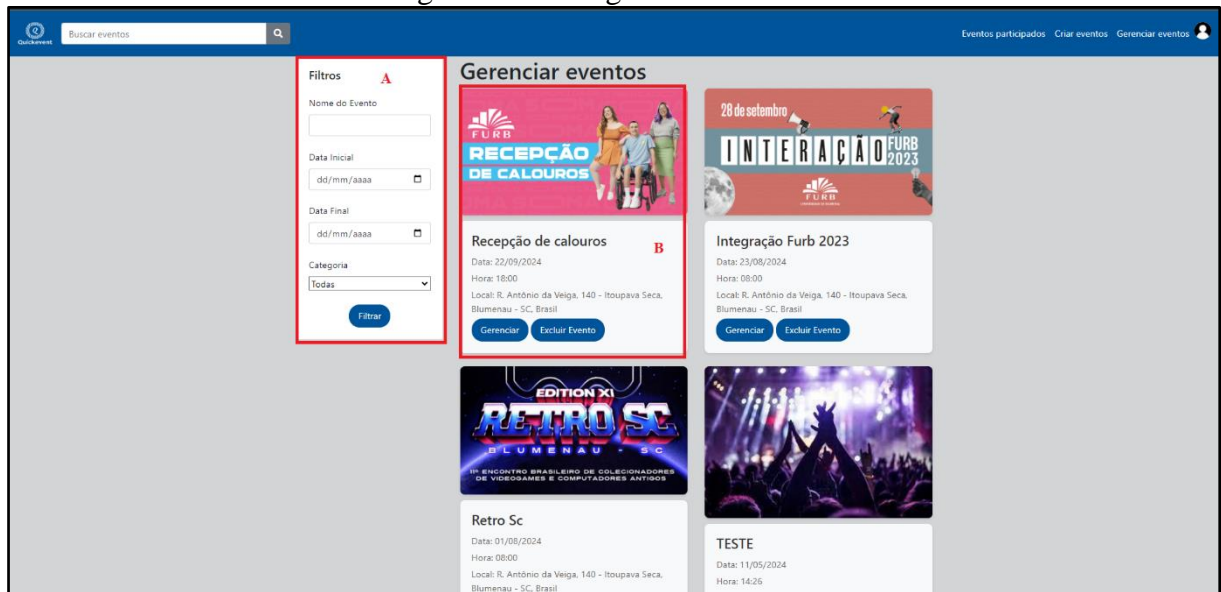 Quickevent
Buscar eventos
Eventos participados Criar eventos Gerenciar eventos
Filtros
A
Nome do Evento
Data Inicial
dd/mm/aaaa
Data Final
dd/mm/aaaa
Categoria
Todas
Filtrar
Gerenciar eventos
FURB
RECEPÇÃO
DE CALOUROS
Recepção de calouros
B
Data: 22/09/2024
Hora: 18:00
Local: R. Antônio da Veiga, 140 - Itoupava Seca,
Blumenau - SC, Brasil
Gerenciar Excluir Evento
28 de setembro
INTERAÇÃO FURB
2023
FURB
Integração Furb 2023
Data: 23/08/2024
Hora: 08:00
Local: R. Antônio da Veiga, 140 - Itoupava Seca,
Blumenau - SC, Brasil
Gerenciar Excluir Evento
EDITION XI
RETRO SC
BLUMENAU - SC
11º ENCONTRO BRASILEIRO DE COLECIONADORES
DE VIDEOGAMES E COMPUTADORES ANTIGOS
Retro Sc
Data: 01/08/2024
Hora: 08:00
Local: R. Antônio da Veiga, 140 - Itoupava Seca,
Blumenau - SC, Brasil
TESTE
Data: 11/05/2024
Hora: 14:26